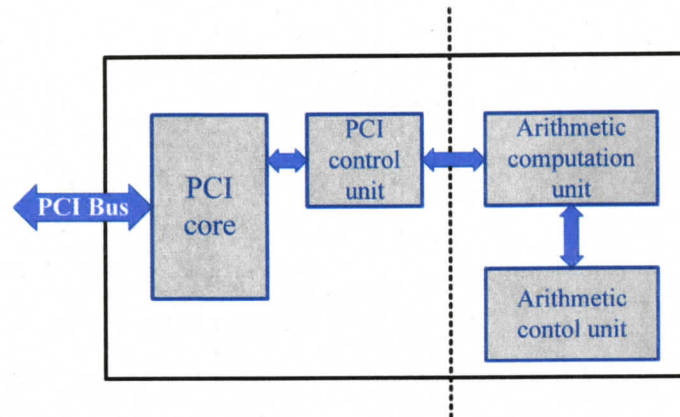 PCI Bus
PCI
core
PCI
control
unit
Arithmetic
computation
unit
Arithmetic
contol unit